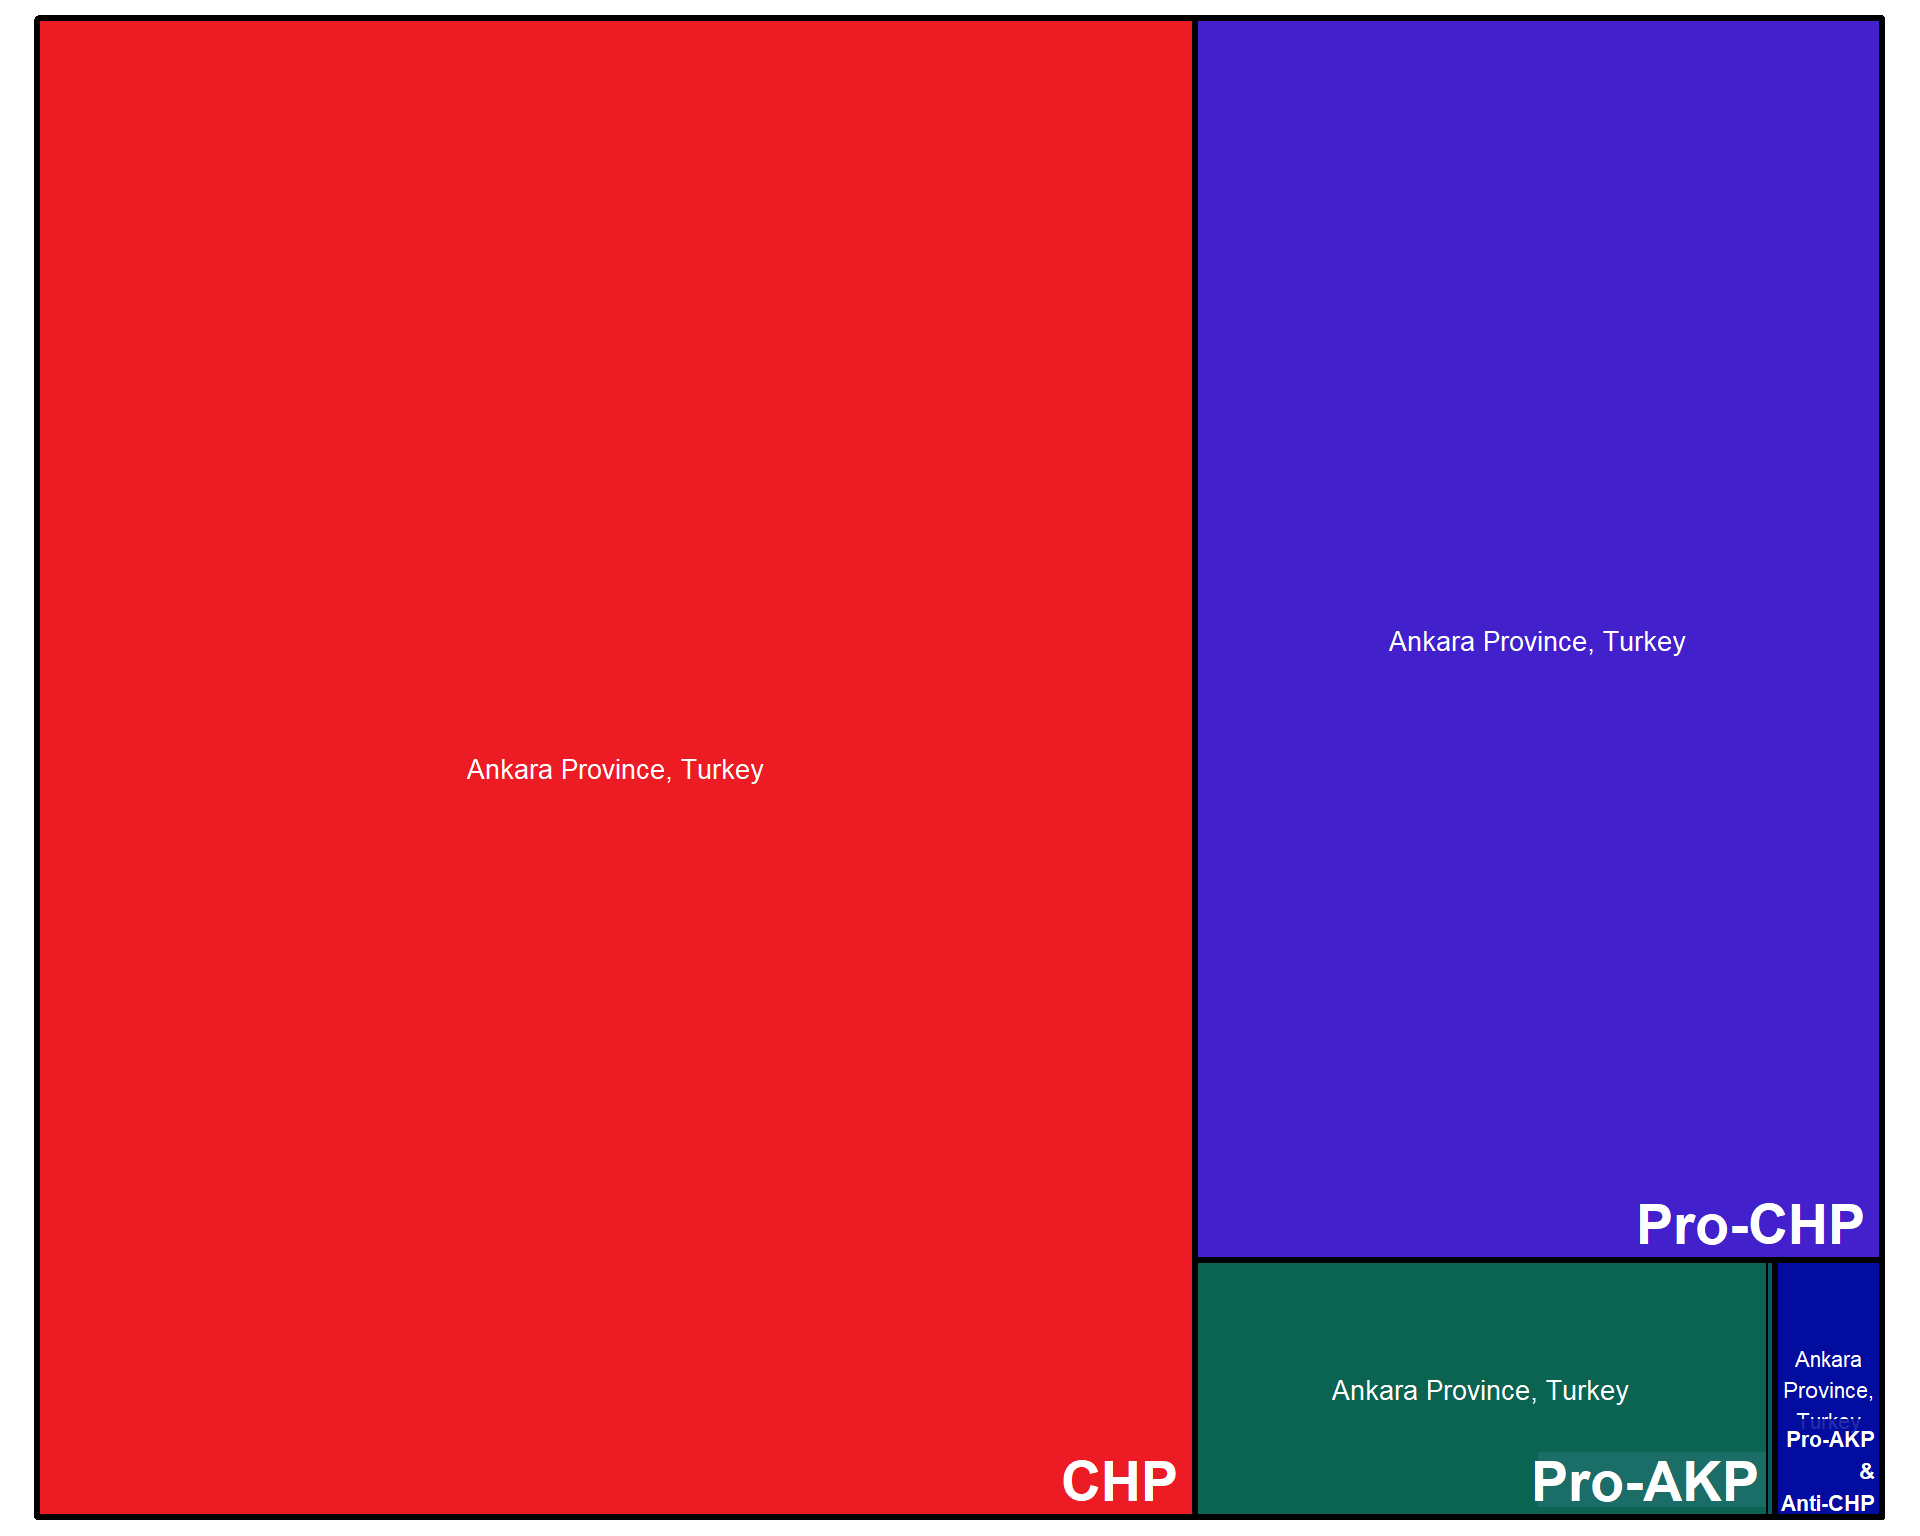 Ankara Province, Turkey
CHP
Ankara Province, Turkey
Pro-CHP
Ankara Province, Turkey
Pro-AKP
Ankara
Province,
Turkey
Pro-AKP
&
Anti-CHP